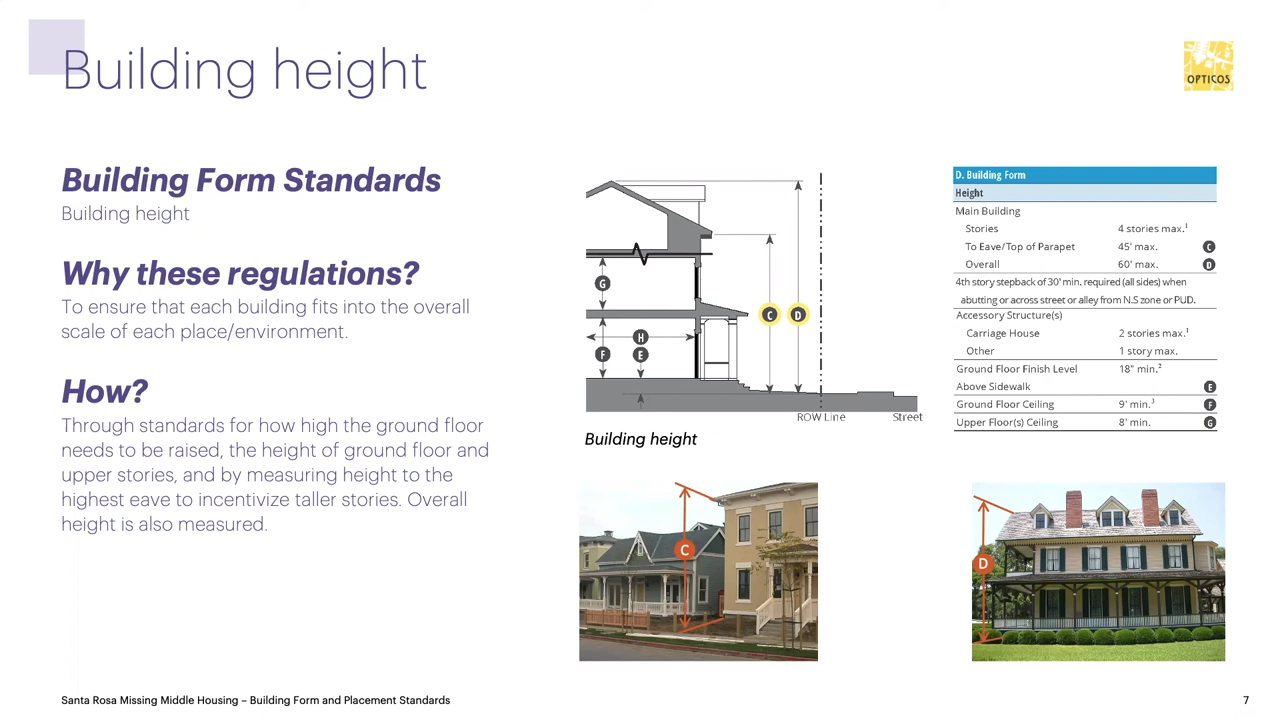 Building height
OPTICOS
Building Form Standards
Building height
Why these regulations?
To ensure that each building fits into the overall
scale of each place/environment.
How?
Through standards for how high the ground floor
needs to be raised, the height of ground floor and
upper stories, and by measuring height to the
highest eave to incentivize taller stories. Overall
height is also measured.
G
H
F
E
C
D
ROW Line
Street
Building height
D. Building Form
Height
Main Building
Stories 4 stories max.¹
To Eave/Top of Parapet 45' max. C
Overall 60' max. D
4th story stepback of 30' min. required (all sides) when
abutting or across street or alley from N.S zone or PUD.
Accessory Structure(s)
Carriage House 2 stories max.¹
Other 1 story max.
Ground Floor Finish Level 18" min.²
Above Sidewalk E
Ground Floor Ceiling 9' min.³ F
Upper Floor(s) Ceiling 8' min. G
C
D
Santa Rosa Missing Middle Housing – Building Form and Placement Standards
7